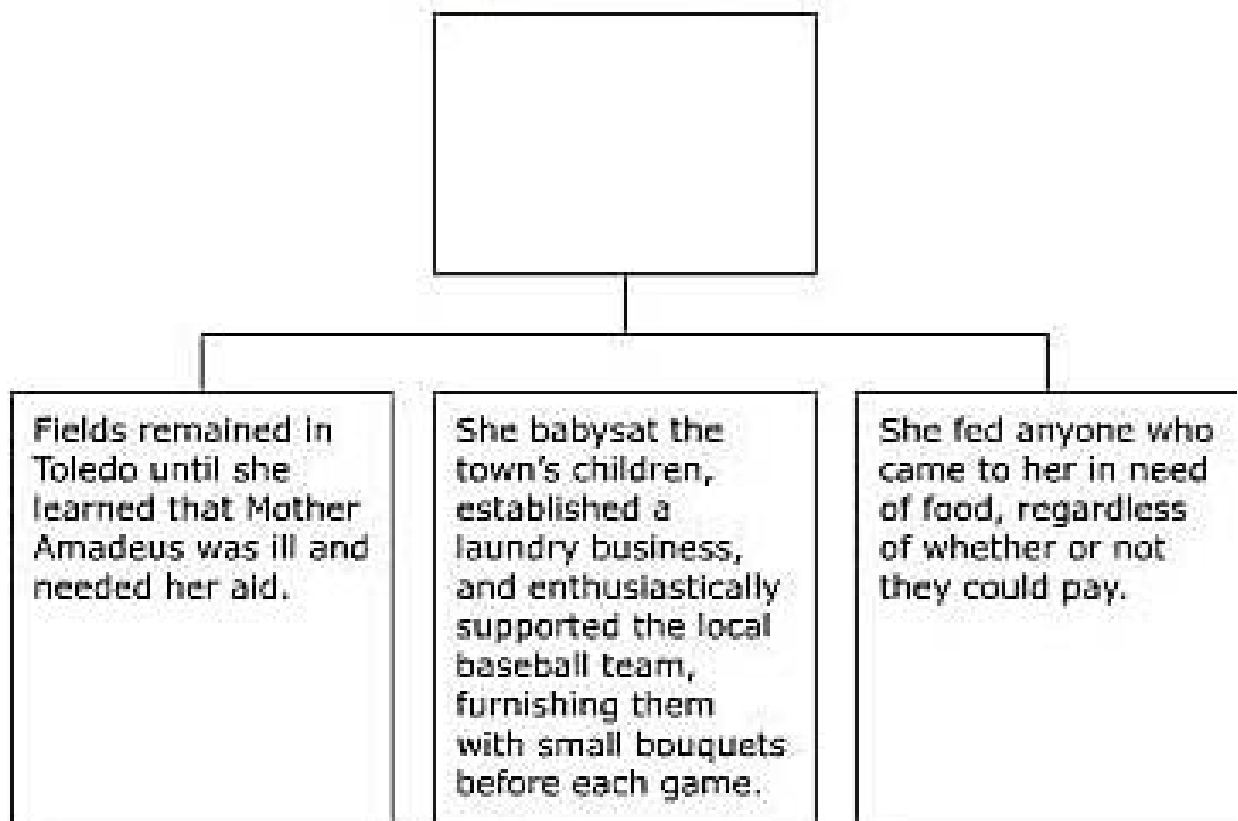 Fields remained in
Toledo until she
learned that Mother
Amadeus was ill and
needed her aid.
She babysat the
town's children,
established a
laundry business,
and enthusiastically
supported the local
baseball team,
furnishing them
with small bouquets
before each game.
She fed anyone who
came to her in need
of food, regardless
of whether or not
they could pay.